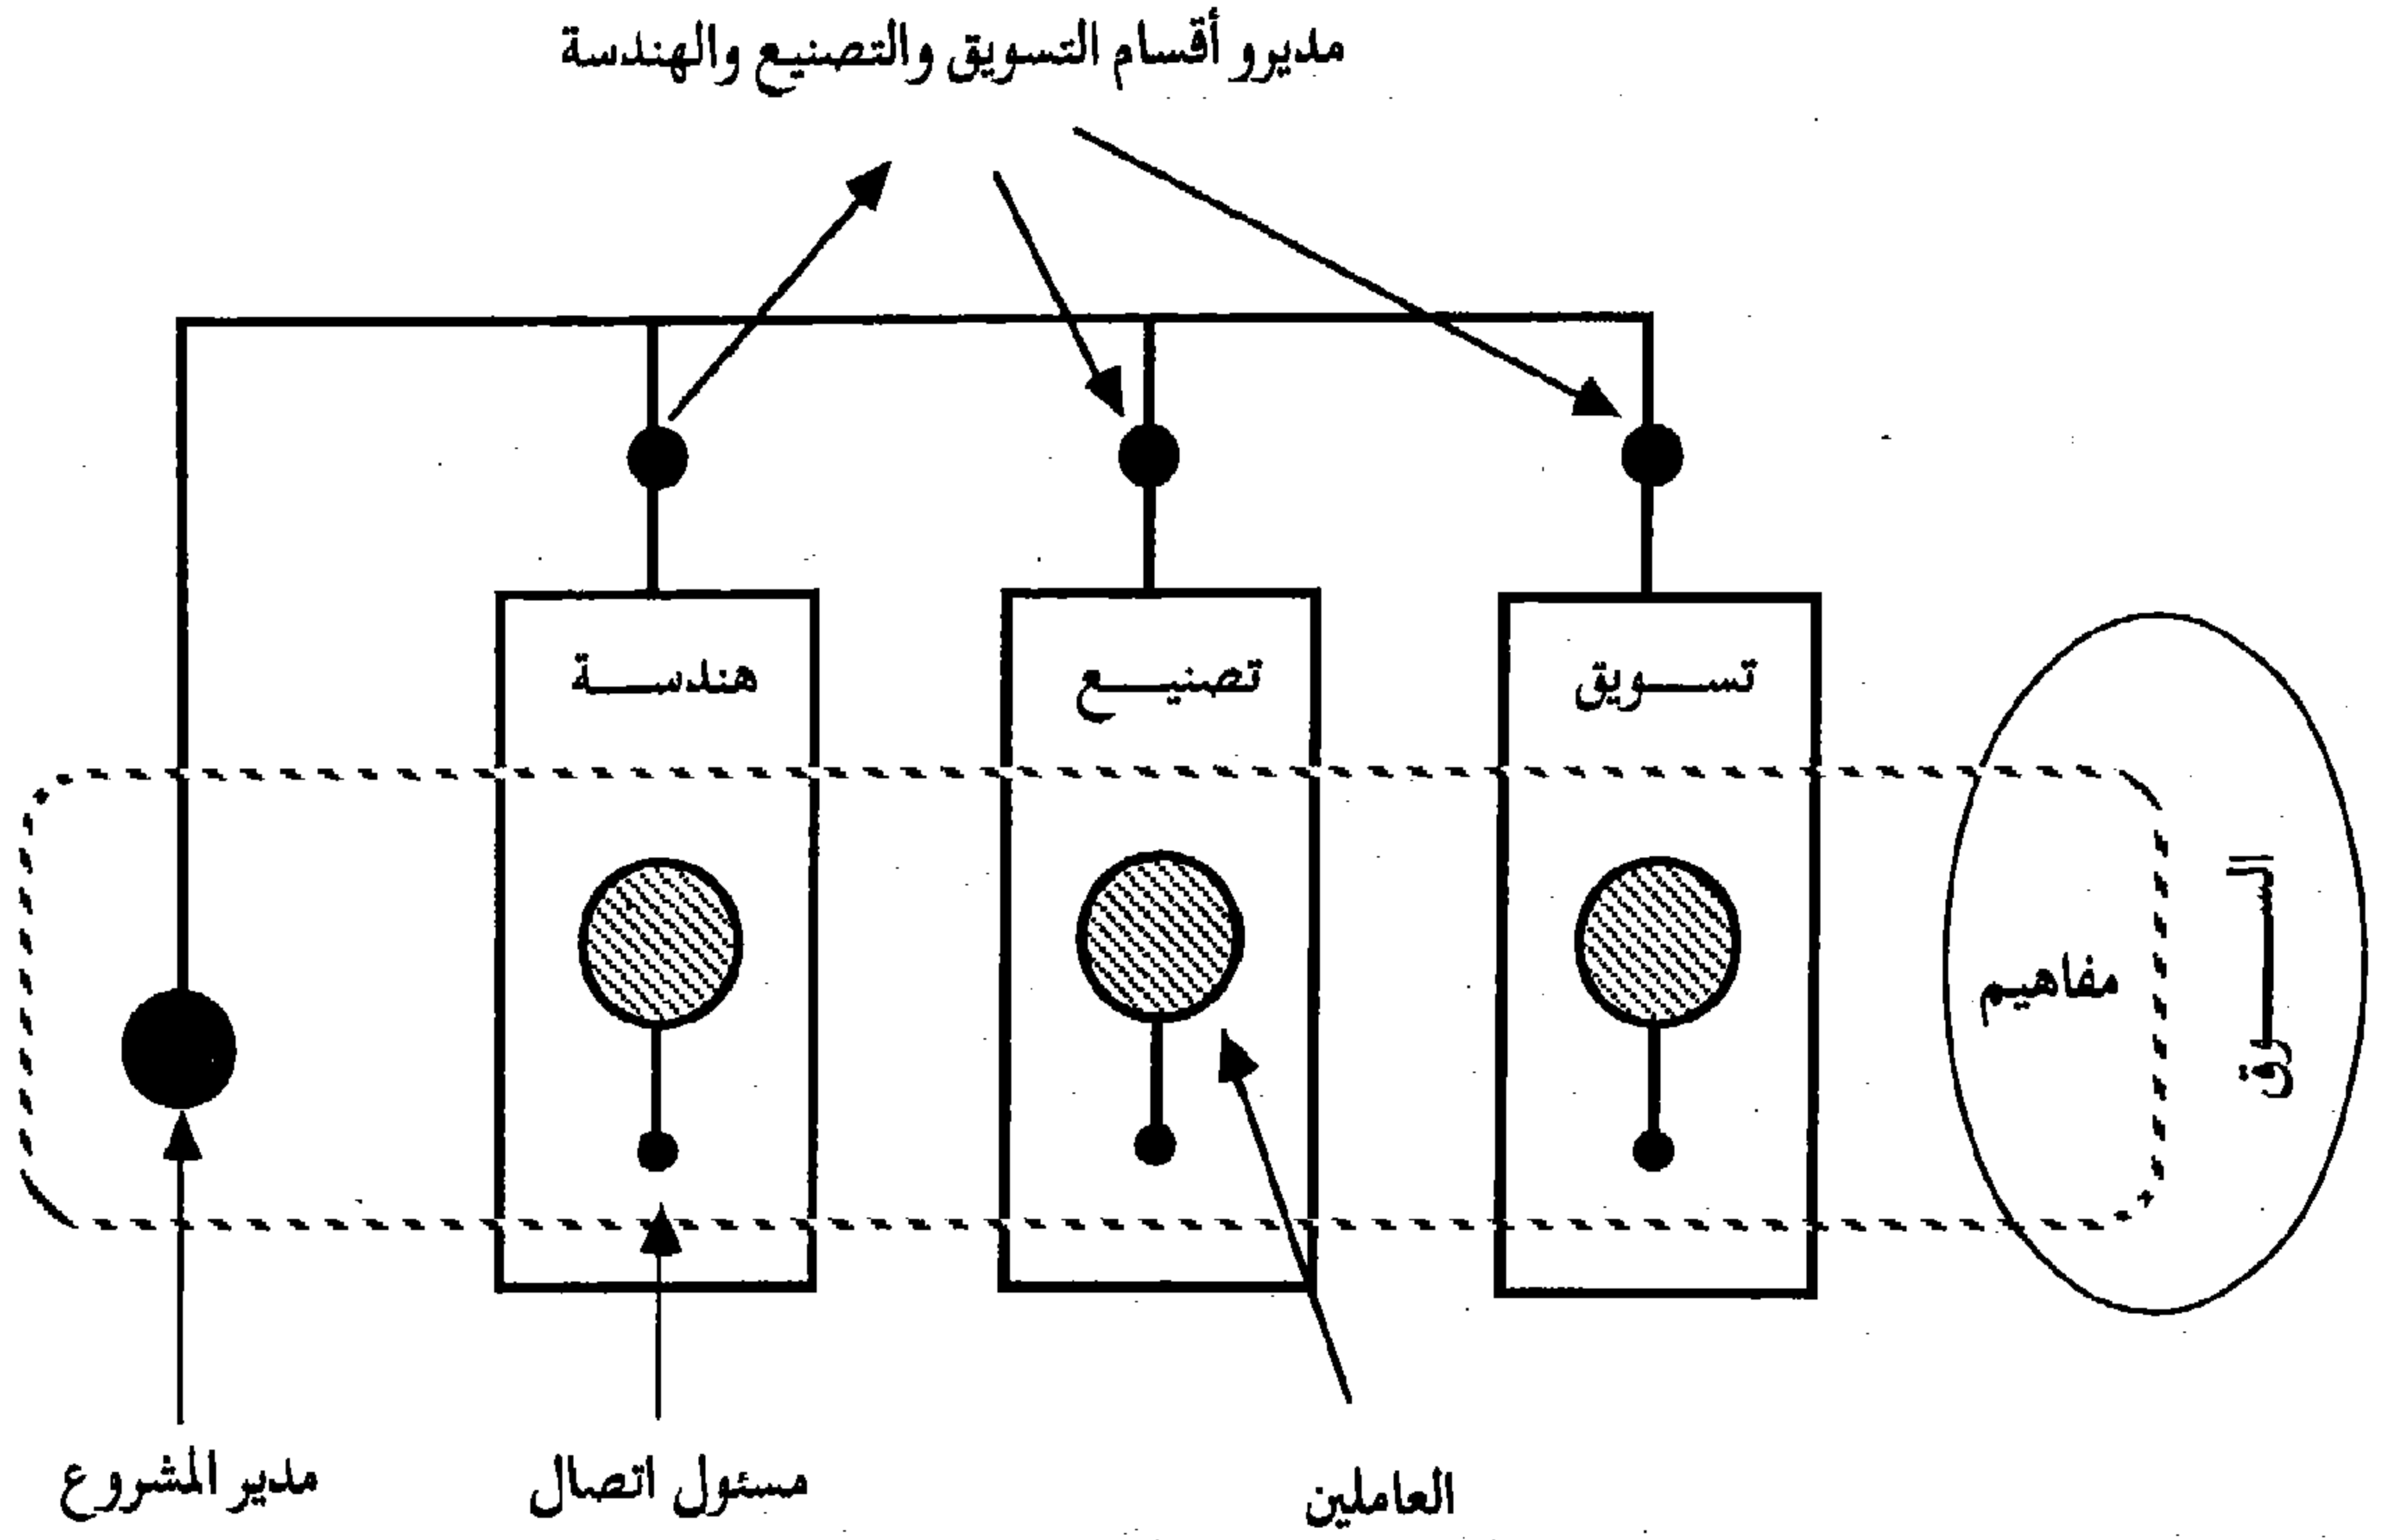 مديرو أقسام التسويق والتصنيع والهندسة
تسويق
تصنيع
هندسة
مفاهيم
السوق
العاملين
مسئول اتصال
مدير المشروع